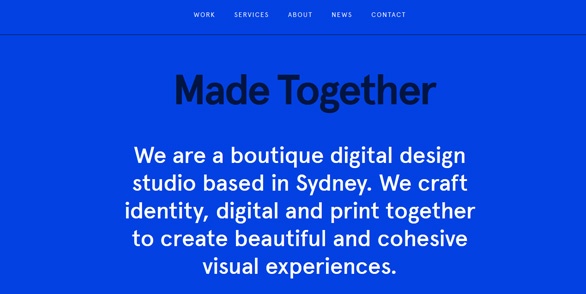 WORK SERVICES ABOUT NEWS CONTACT
Made Together
We are a boutique digital design
studio based in Sydney. We craft
identity, digital and print together
to create beautiful and cohesive
visual experiences.